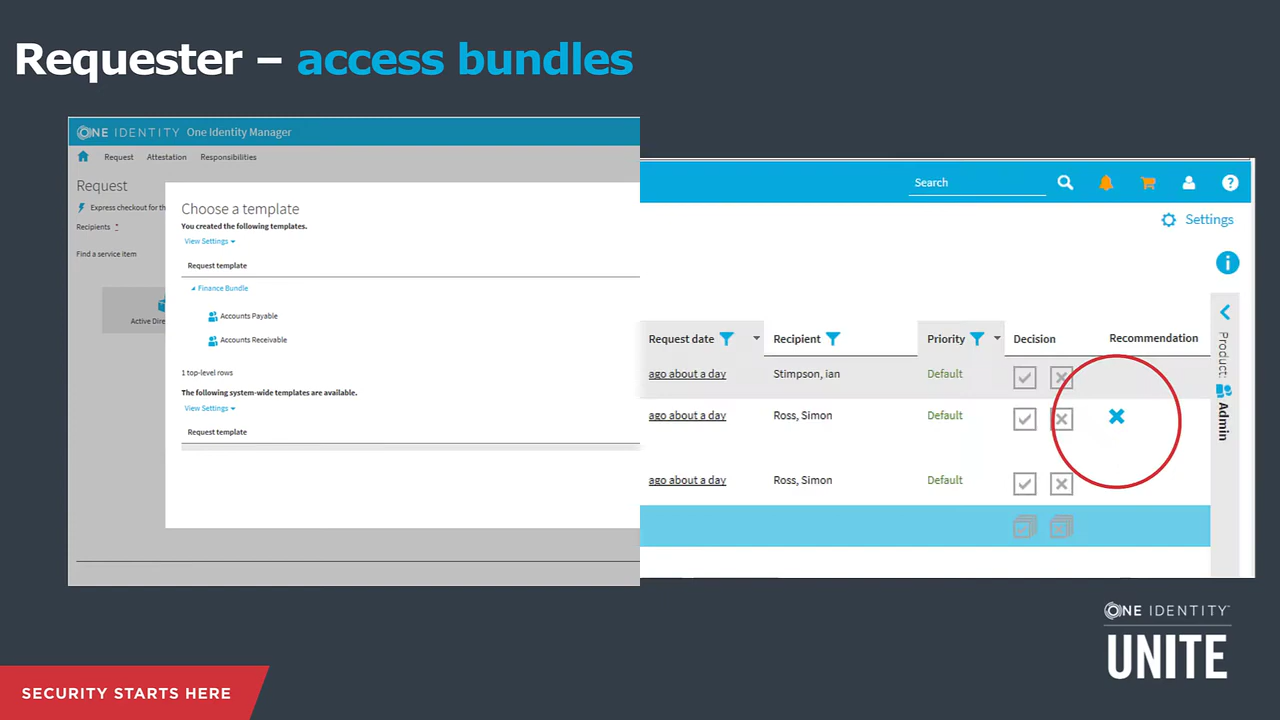 Requester – access bundles
ONE IDENTITY One Identity Manager
Request Attestation Responsibilities
Request
Express checkout for th
Recipients *
Find a service item
Active Dire
Choose a template
You created the following templates.
View Settings
Request template
Finance Bundle
Accounts Payable
Accounts Receivable
1 top-level rows
The following system-wide templates are available.
View Settings
Request template
Search
Settings
Request date Recipient Priority Decision Recommendation
ago about a day Stimpson, ian Default
ago about a day Ross, Simon Default
ago about a day Ross, Simon Default
Product: Admin
ONE IDENTITY
UNITE
SECURITY STARTS HERE